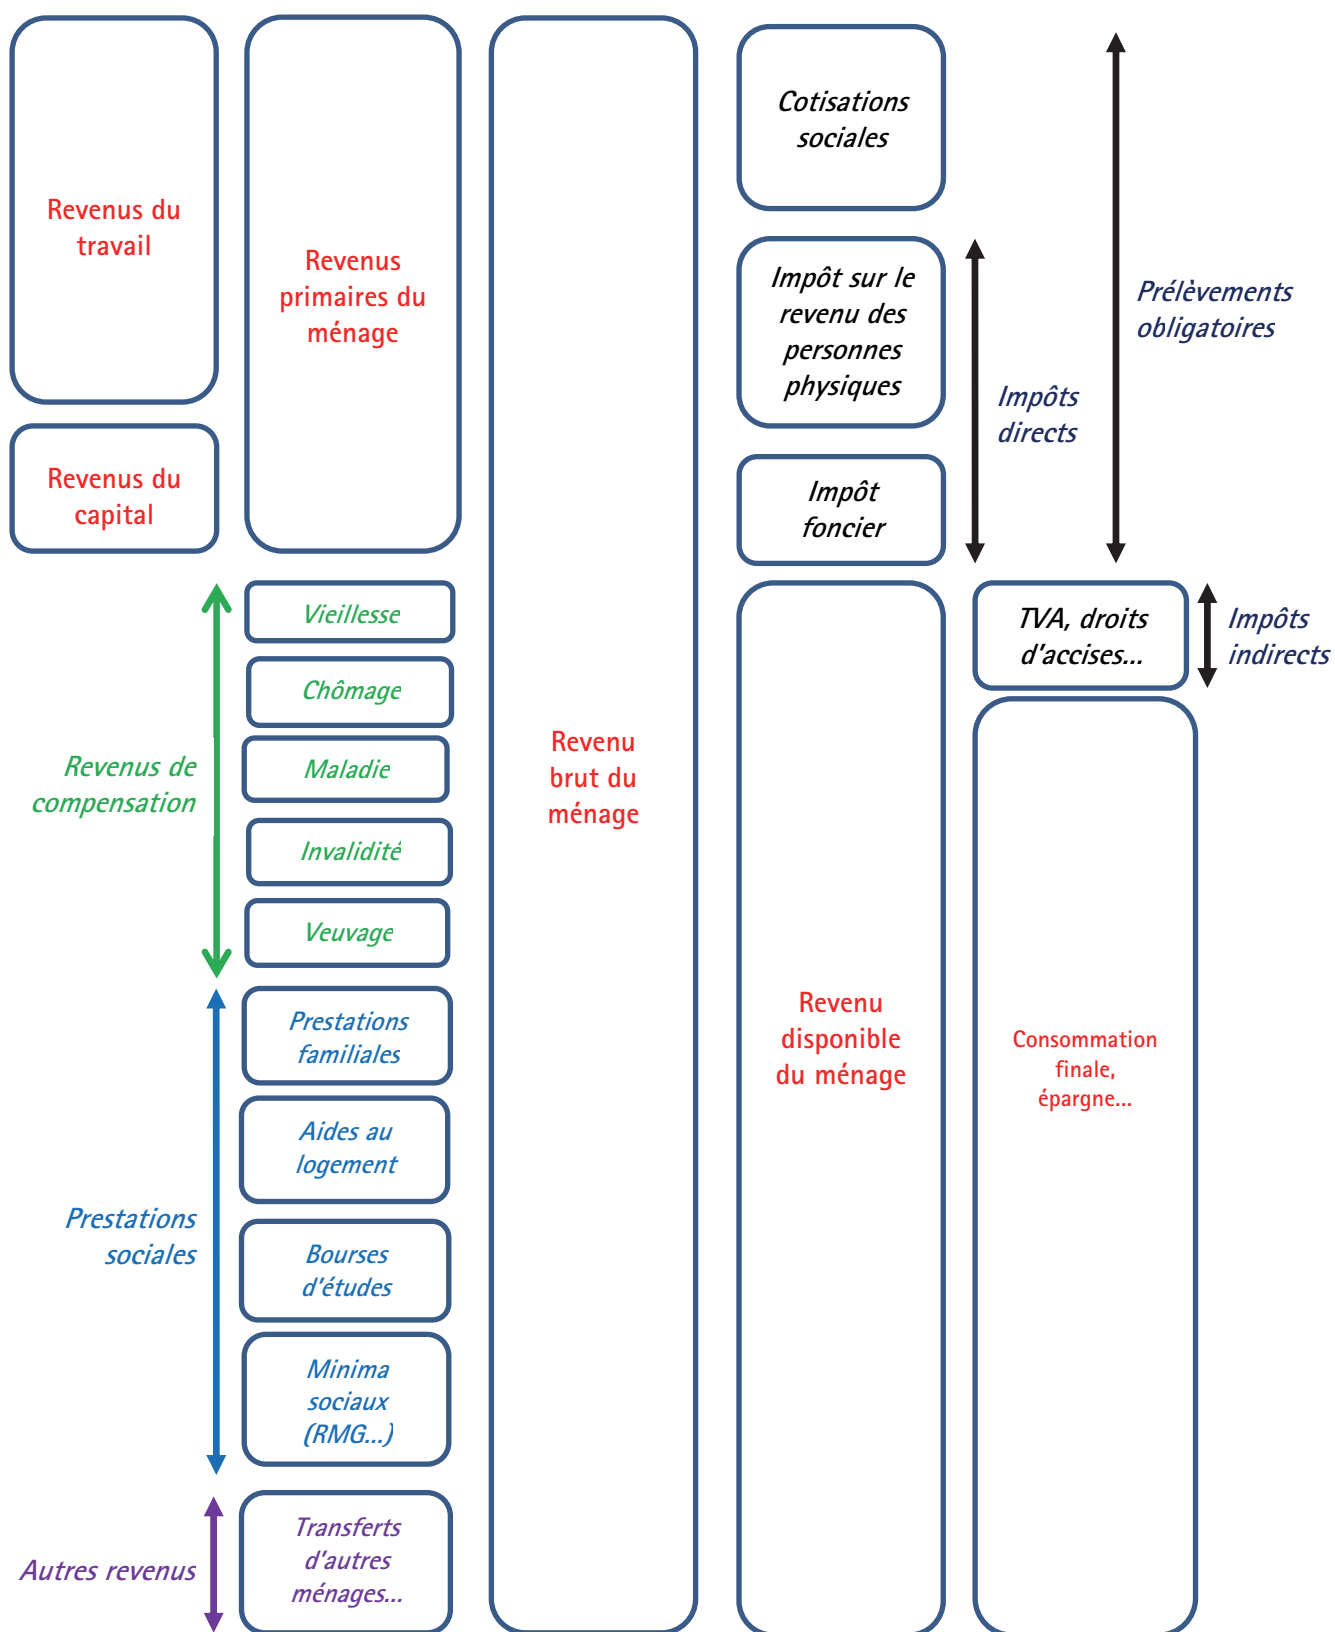 Revenus du
travail
Revenus du
capital
Revenus
primaires du
ménage
Revenus de
compensation
Vieillesse
Chômage
Maladie
Invalidité
Veuvage
Prestations
sociales
Prestations
familiales
Aides au
logement
Bourses
d'études
Minima
sociaux
(RMG...)
Autres revenus
Transferts
d'autres
ménages...
Revenu
brut du
ménage
Cotisations
sociales
Impôt sur le
revenu des
personnes
physiques
Impôt
foncier
Impôts
directs
Prélèvements
obligatoires
Revenu
disponible
du ménage
TVA, droits
d'accises...
Impôts
indirects
Consommation
finale,
épargne...